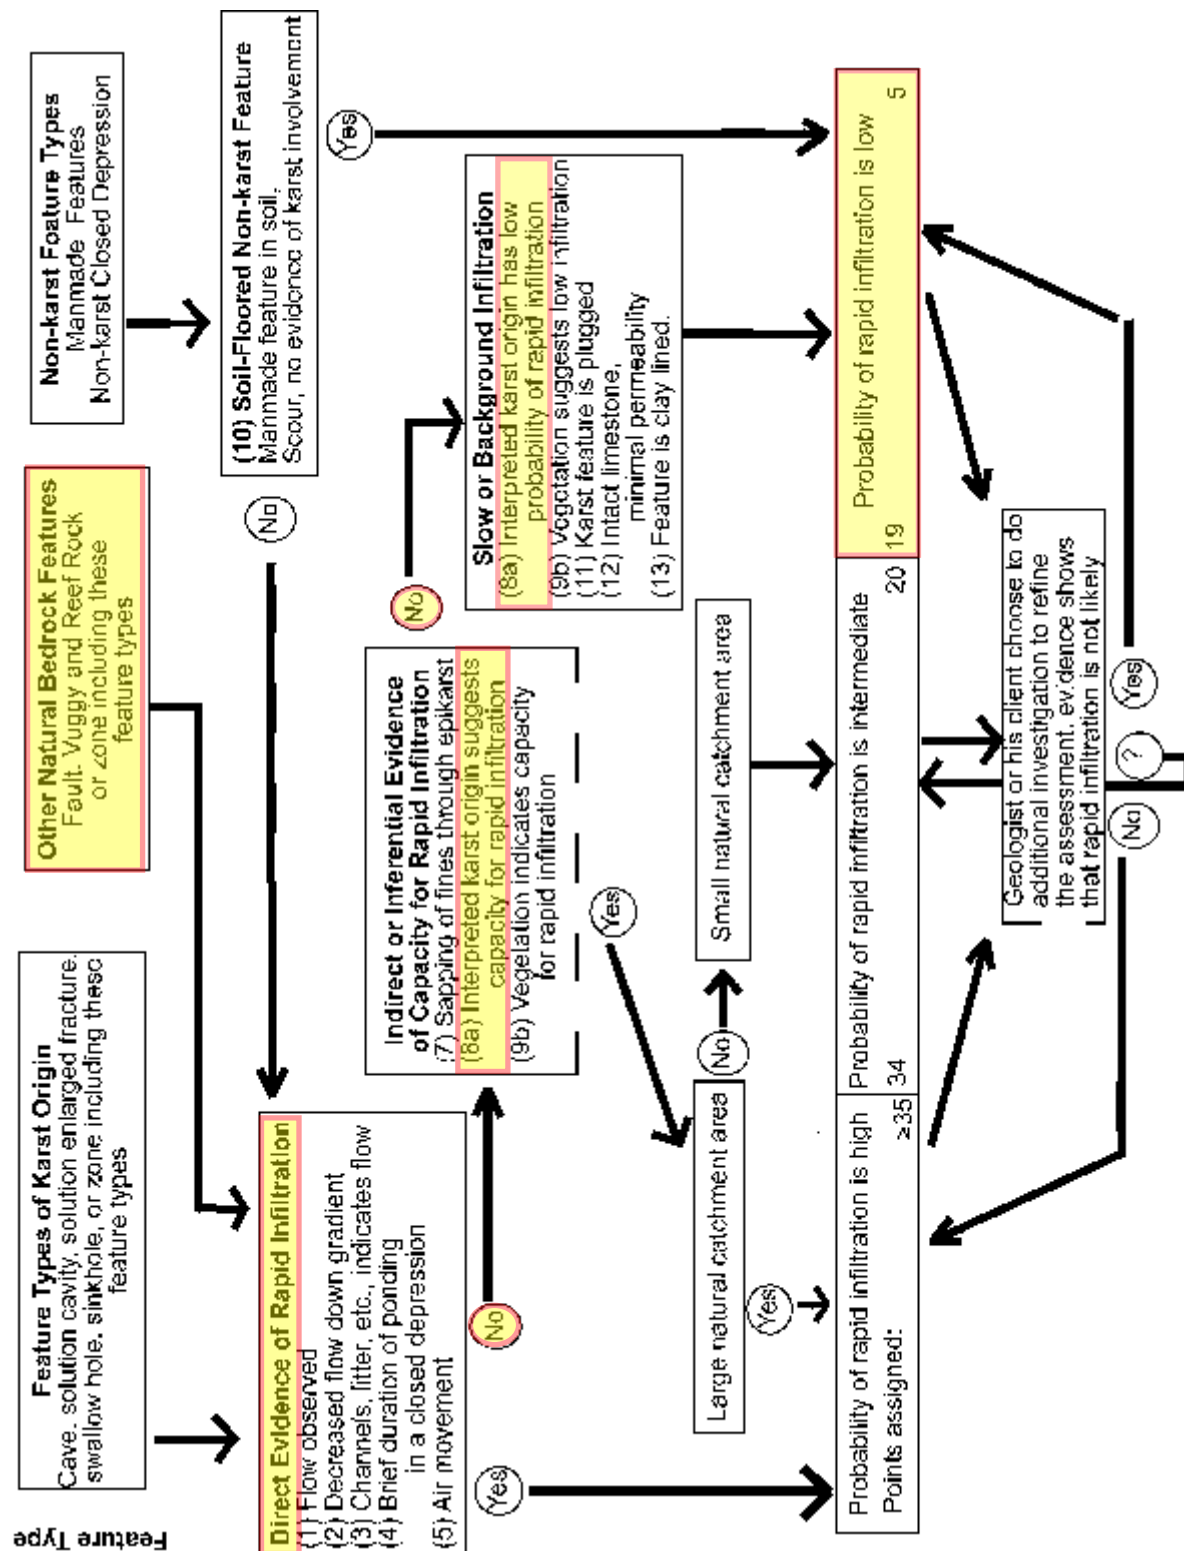 Feature Type
Feature Types of Karst Origin
Cave, solution cavity, solution enlarged fracture,
swallow hole, sinkhole, or zone including these
feature types
Other Natural Bedrock Features
Fault, Vuggy and Reef Rock
or zone including these
feature types
Non-karst Feature Types
Manmade Features
Non-karst Closed Depression
(10) Soil-Floored Non-karst Feature
Manmade feature in soil,
Scour, no evidence of karst involvement
No
Yes
Direct Evidence of Rapid Infiltration
(1) Flow observed
(2) Decreased flow down gradient
(3) Channels, litter, etc., indicates flow
(4) Brief duration of ponding
in a closed depression
(5) Air movement
Yes
No
Indirect or Inferential Evidence
of Capacity for Rapid Infiltration
(7) Sapping of fines through epikarst
(8a) Interpreted karst origin suggests
capacity for rapid infiltration
(9b) Vegetation indicates capacity
for rapid infiltration
Yes
No
Slow or Background Infiltration
(8a) Interpreted karst origin has low
probability of rapid infiltration
(9b) Vegetation suggests low infiltration
(11) Karst feature is plugged
(12) Intact limestone,
minimal permeability
(13) Feature is clay lined.
Large natural catchment area
No
Small natural catchment area
Yes
Probability of rapid infiltration is high
Points assigned: ≥35
Probability of rapid infiltration is intermediate
34 20
Probability of rapid infiltration is low
19 5
Geologist or his client choose to do
additional investigation to refine
the assessment, evidence shows
that rapid infiltration is not likely
No
?
Yes